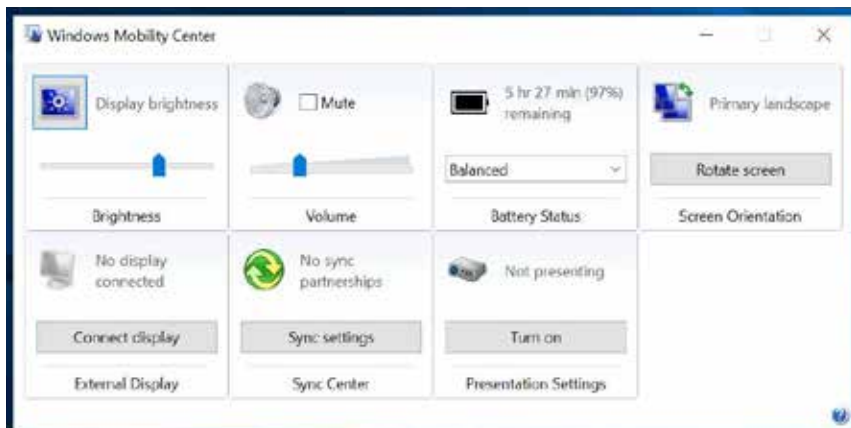 Windows Mobility Center
Display brightness
Brightness
Mute
Volume
5 hr 27 min (97%)
remaining
Balanced
Battery Status
Primary landscape
Rotate screen
Screen Orientation
No display
connected
Connect display
External Display
No sync
partnerships
Sync settings
Sync Center
Not presenting
Turn on
Presentation Settings